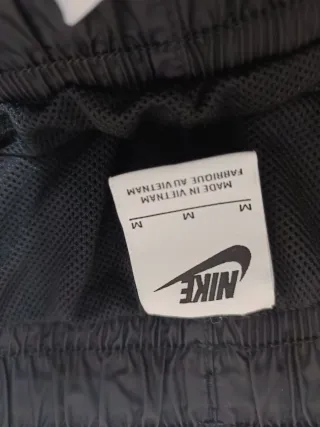 NIKE
M M M
MADE IN VIETNAM
FABRIQUE AU VIETNAM